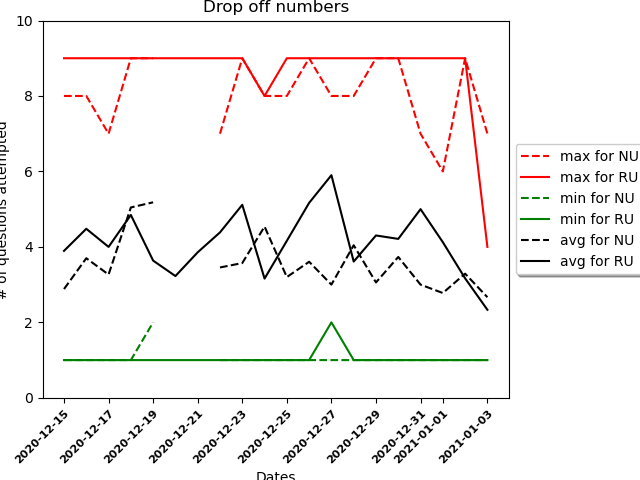 Drop off numbers
10
8
6
4
2
0
# of questions attempted
2020-12-15
2020-12-17
2020-12-19
2020-12-21
2020-12-23
2020-12-25
2020-12-27
2020-12-29
2020-12-31
2021-01-01
2021-01-03
Dates
max for NU
max for RU
min for NU
min for RU
avg for NU
avg for RU